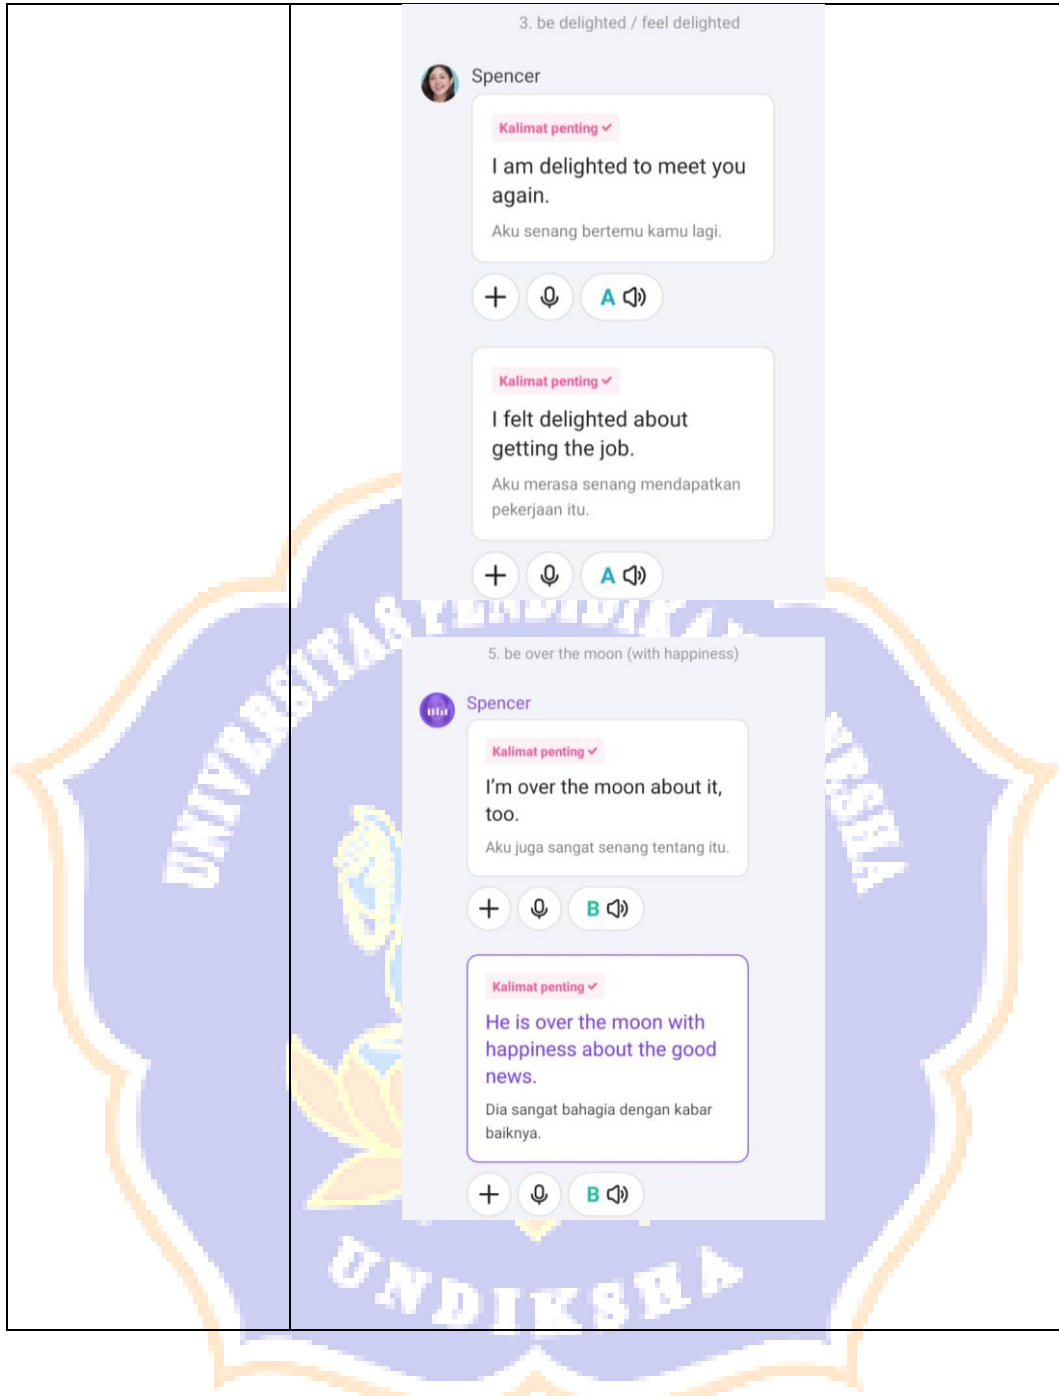 3. be delighted / feel delighted
Spencer
Kalimat penting
I am delighted to meet you
again.
Aku senang bertemu kamu lagi.
A
Kalimat penting
I felt delighted about
getting the job.
Aku merasa senang mendapatkan
pekerjaan itu.
A
UNIVERSITAS PENDIDIKAN
5. be over the moon (with happiness)
Spencer
Kalimat penting
I'm over the moon about it,
too.
Aku juga sangat senang tentang itu.
B
Kalimat penting
He is over the moon with
happiness about the good
news.
Dia sangat bahagia dengan kabar
baiknya.
B
UNDIKSHA